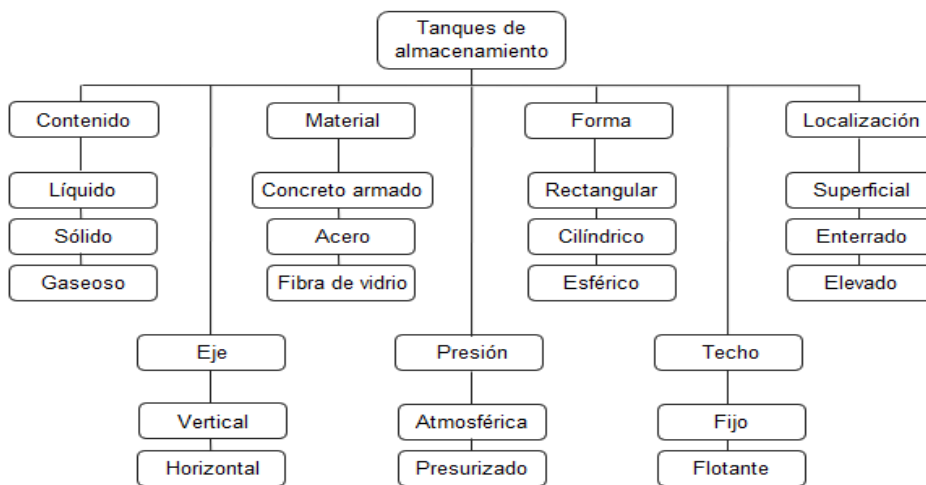 Tanques de
almacenamiento
Contenido
Material
Forma
Localización
Líquido
Concreto armado
Rectangular
Superficial
Sólido
Acero
Cilíndrico
Enterrado
Gaseoso
Fibra de vidrio
Esférico
Elevado
Eje
Presión
Techo
Vertical
Atmosférica
Fijo
Horizontal
Presurizado
Flotante